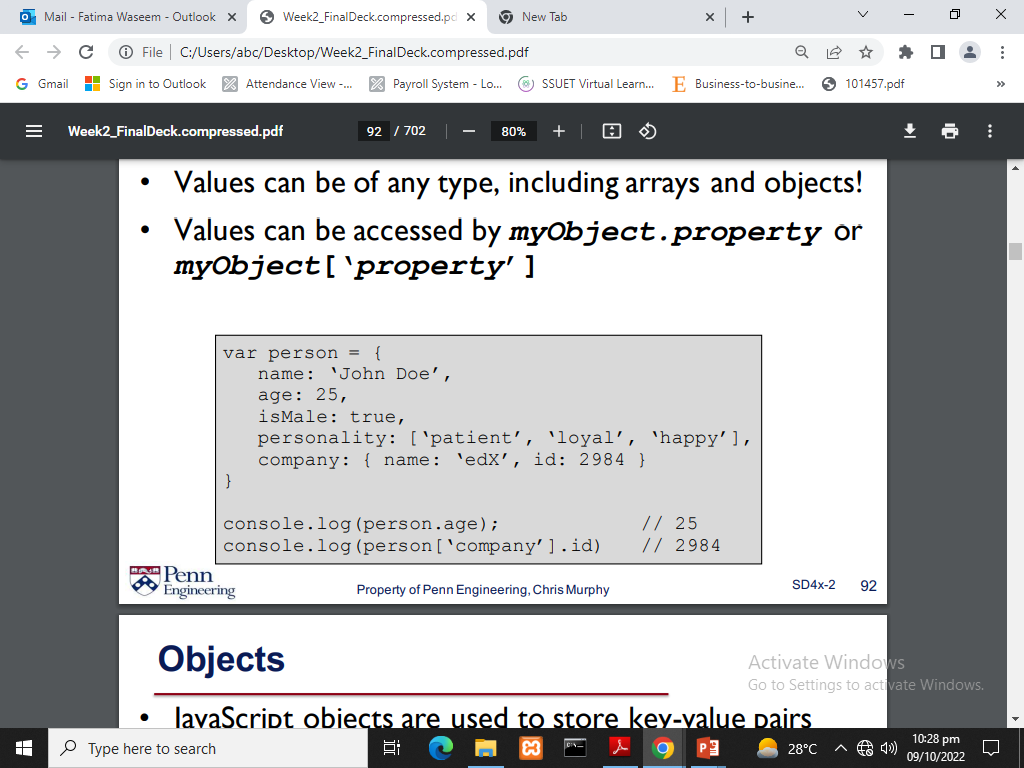 Mail - Fatima Waseem - Outlook
Week2_FinalDeck.compressed.pd
New Tab
File
C:/Users/abc/Desktop/Week2_FinalDeck.compressed.pdf
Gmail
Sign in to Outlook
Attendance View -...
Payroll System - Lo...
SSUET Virtual Learn...
Business-to-busine...
101457.pdf
»
Week2_FinalDeck.compressed.pdf
92 / 702
80%
• Values can be of any type, including arrays and objects!
• Values can be accessed by myObject.property or
myObject[‘property’]
var person = {
name: ‘John Doe’,
age: 25,
isMale: true,
personality: [‘patient’, ‘loyal’, ‘happy’],
company: { name: ‘edX’, id: 2984 }
}
console.log(person.age); // 25
console.log(person[‘company’].id) // 2984
Penn
Engineering
Property of Penn Engineering, Chris Murphy
SD4x-2
92
Objects
• JavaScript objects are used to store key-value pairs
Activate Windows
Go to Settings to activate Windows.
Type here to search
28°C
10:28 pm
09/10/2022